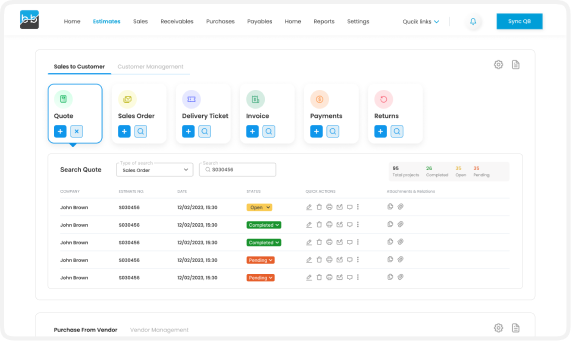 bb
Home Estimates Sales Receivables Purchases Payables Home Reports Settings Qucik links Sync QB
Sales to Customer Customer Management
Quote Sales Order Delivery Ticket Invoice Payments Returns
Search Quote
Type of search
Sales Order
Search
S030456
95 26 35
Total projects Completed Open Pending
COMPANY ESTIMATE NO. DATE STATUS QUICK ACTIONS Attachments & Relations
John Brown S030456 12/02/2023, 15:30 Open
John Brown S030456 12/02/2023, 15:30 Completed
John Brown S030456 12/02/2023, 15:30 Completed
John Brown S030456 12/02/2023, 15:30 Pending
John Brown S030456 12/02/2023, 15:30 Pending
Purchase From Vendor Vendor Management